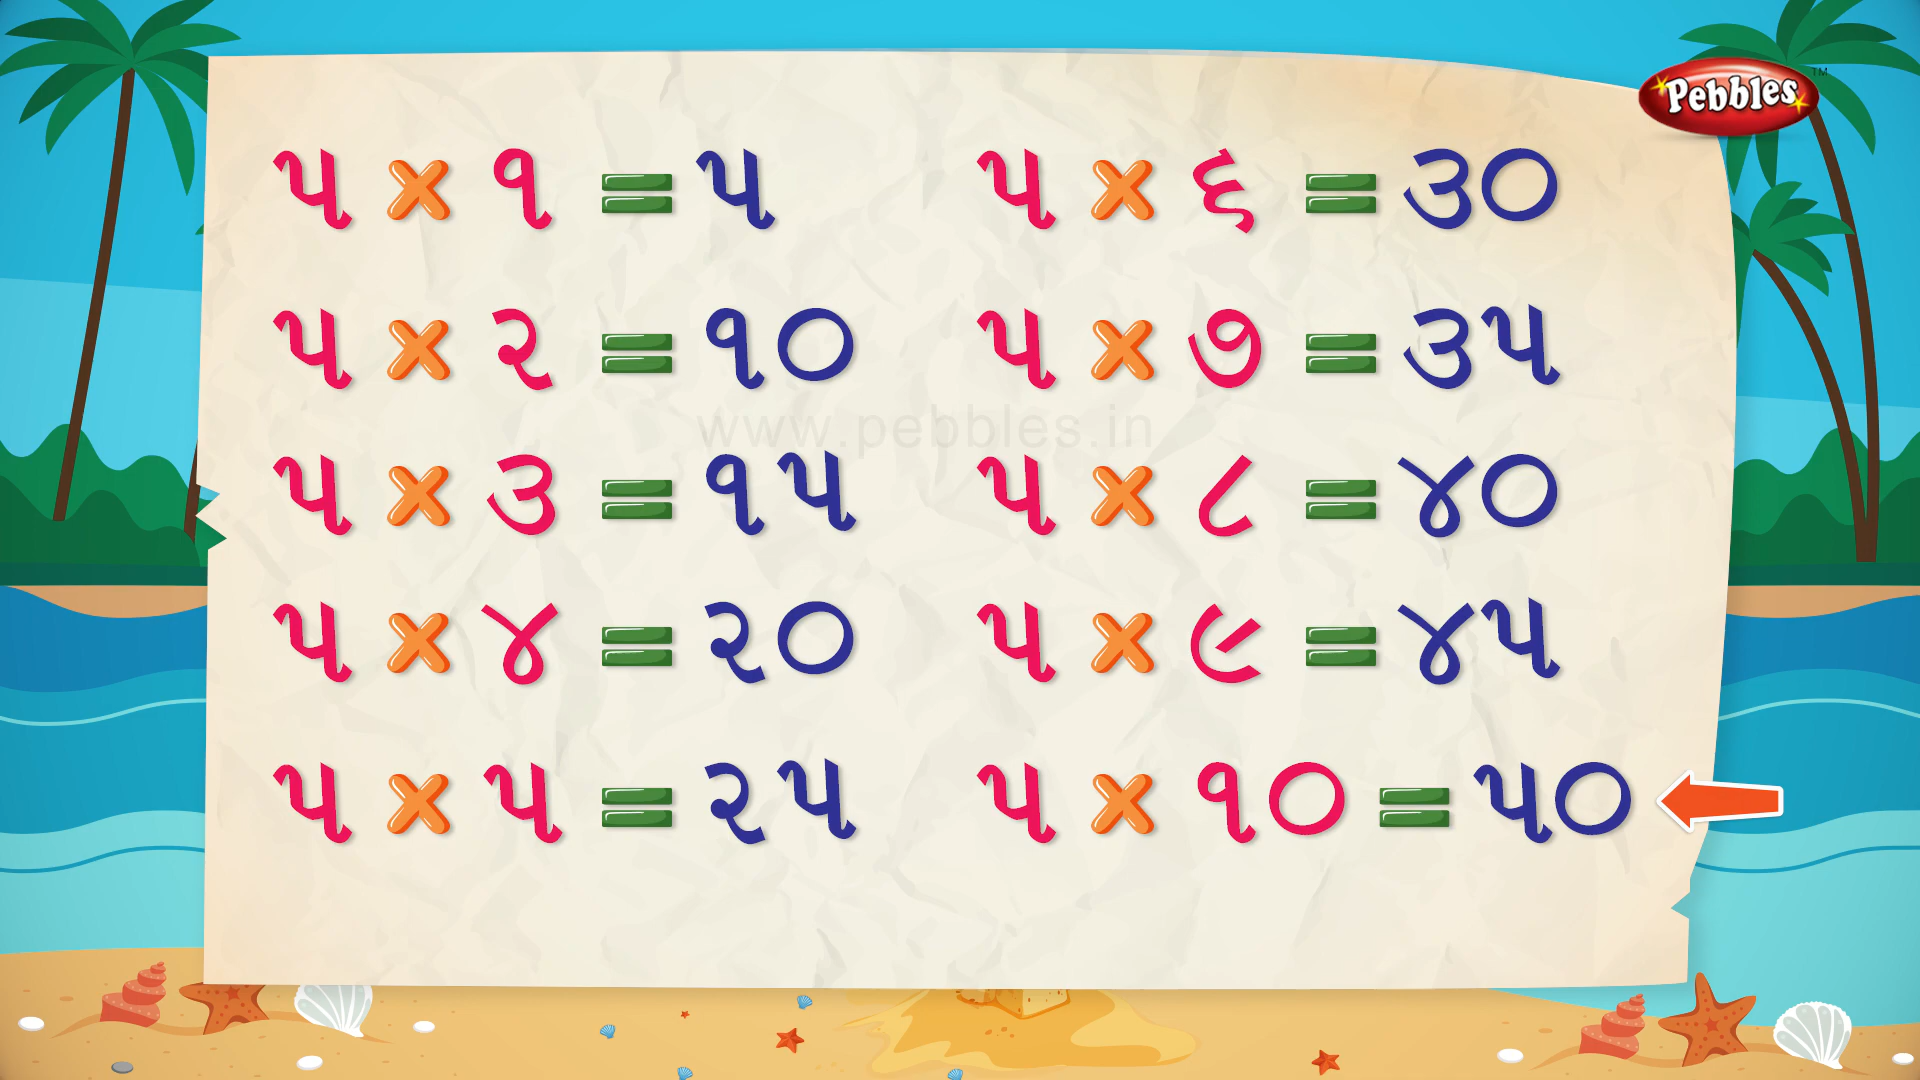 Pebbles™
૫ × ૧ = ૫
૫ × ૨ = ૧૦
૫ × ૩ = ૧૫
૫ × ૪ = ૨૦
૫ × ૫ = ૨૫
૫ × ૬ = ૩૦
૫ × ૭ = ૩૫
૫ × ૮ = ૪૦
૫ × ૯ = ૪૫
૫ × ૧૦ = ૫૦
www.pebbles.in